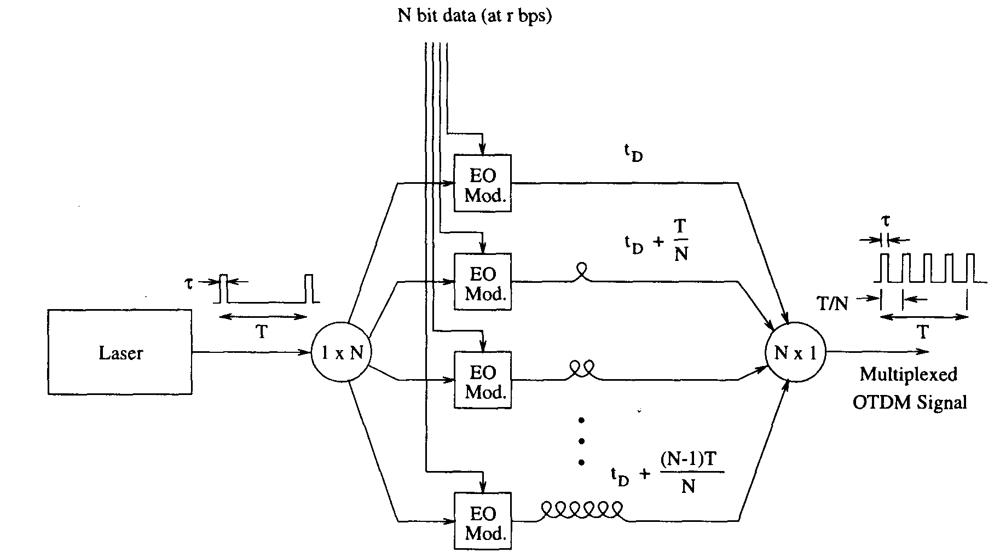 N bit data (at r bps)
t_D
EO
Mod.
t_D + T/N
EO
Mod.
τ
T
Laser
1 x N
EO
Mod.
τ
T/N
T
N x 1
Multiplexed
OTDM Signal
t_D + (N-1)T/N
EO
Mod.